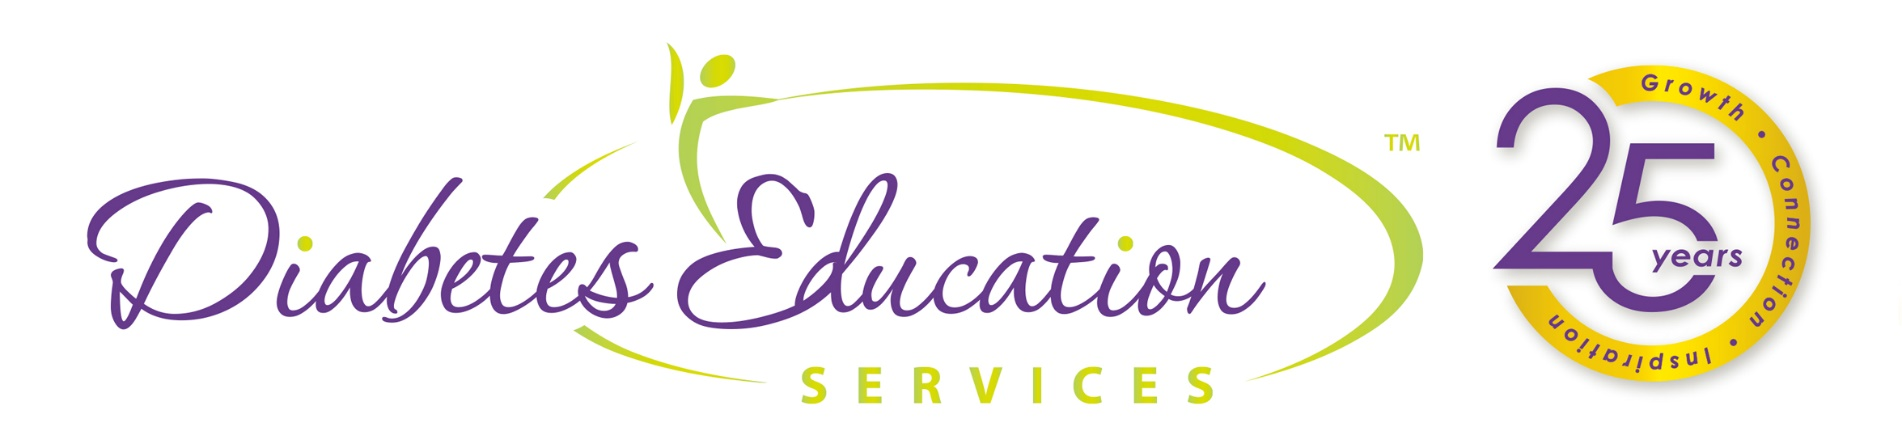 Diabetes Education
SERVICES
™
25
years
Growth • Connection • Inspiration